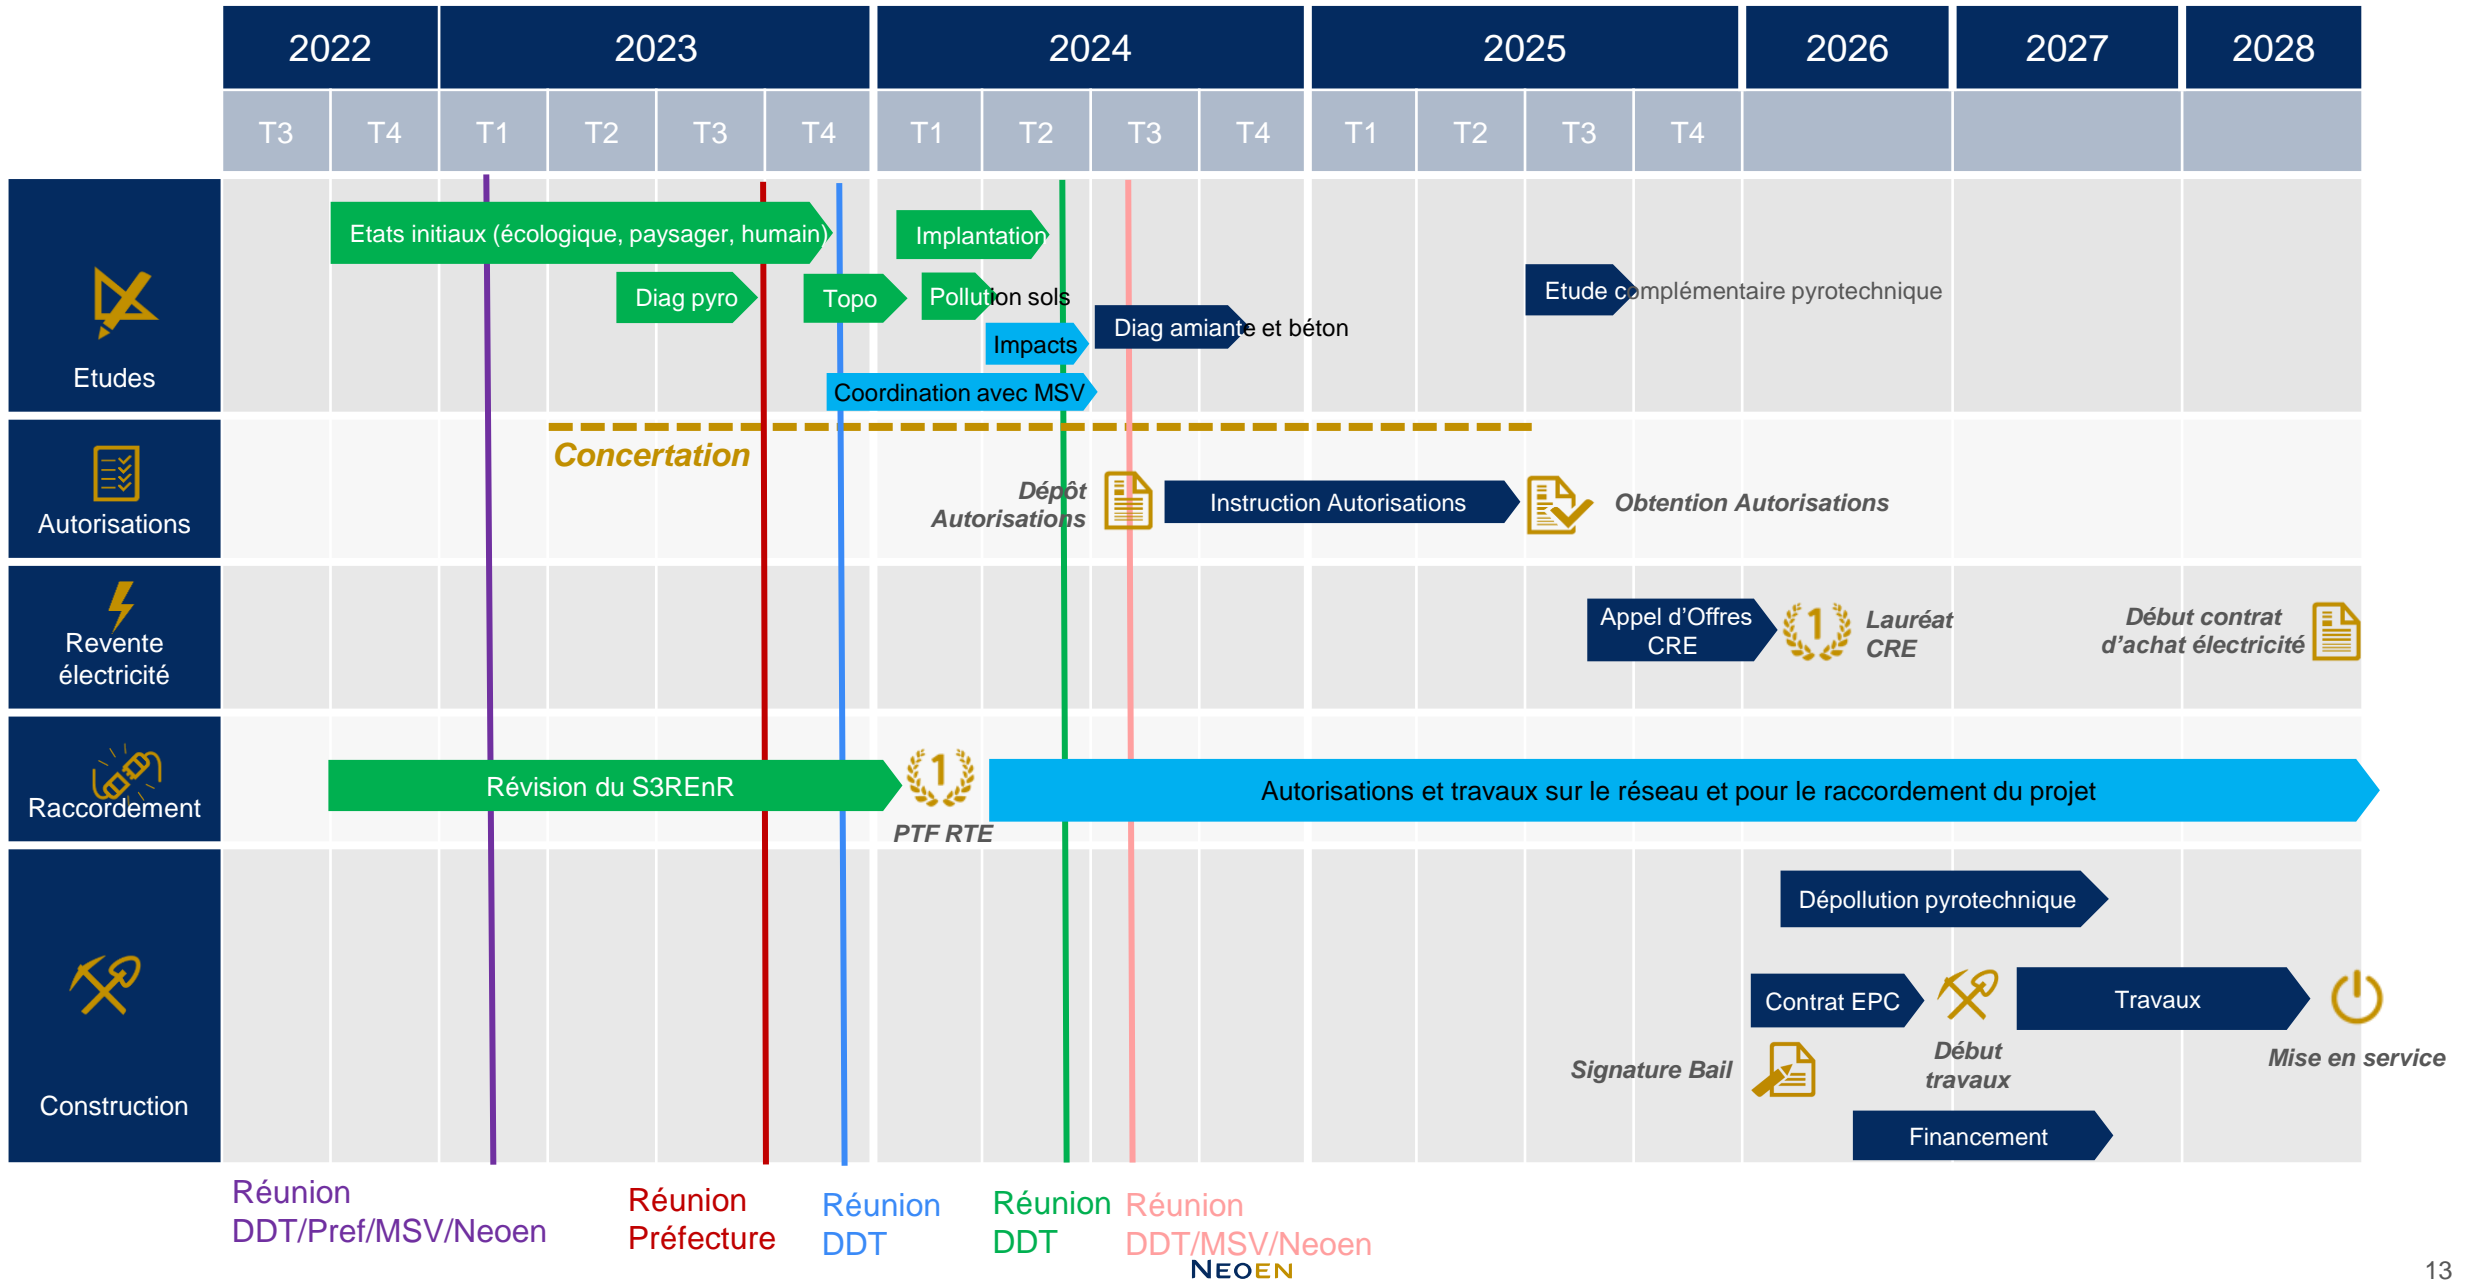 2022 2023 2024 2025 2026 2027 2028
T3 T4 T1 T2 T3 T4 T1 T2 T3 T4 T1 T2 T3 T4
Etudes
Etats initiaux (écologique, paysager, humain)
Implantation
Diag pyro
Topo
Pollution sols
Etude complémentaire pyrotechnique
Impacts
Diag amiante et béton
Coordination avec MSV
Autorisations
Concertation
Dépôt
Autorisations
Instruction Autorisations
Obtention Autorisations
Revente
électricité
Appel d’Offres
CRE
1
Lauréat
CRE
Début contrat
d’achat électricité
Raccordement
Révision du S3REnR
1
PTF RTE
Autorisations et travaux sur le réseau et pour le raccordement du projet
Construction
Dépollution pyrotechnique
Contrat EPC
Début
travaux
Travaux
Mise en service
Signature Bail
Financement
Réunion
DDT/Pref/MSV/Neoen
Réunion
Préfecture
Réunion
DDT
Réunion
DDT
Réunion
DDT/MSV/Neoen
NEOEN
13